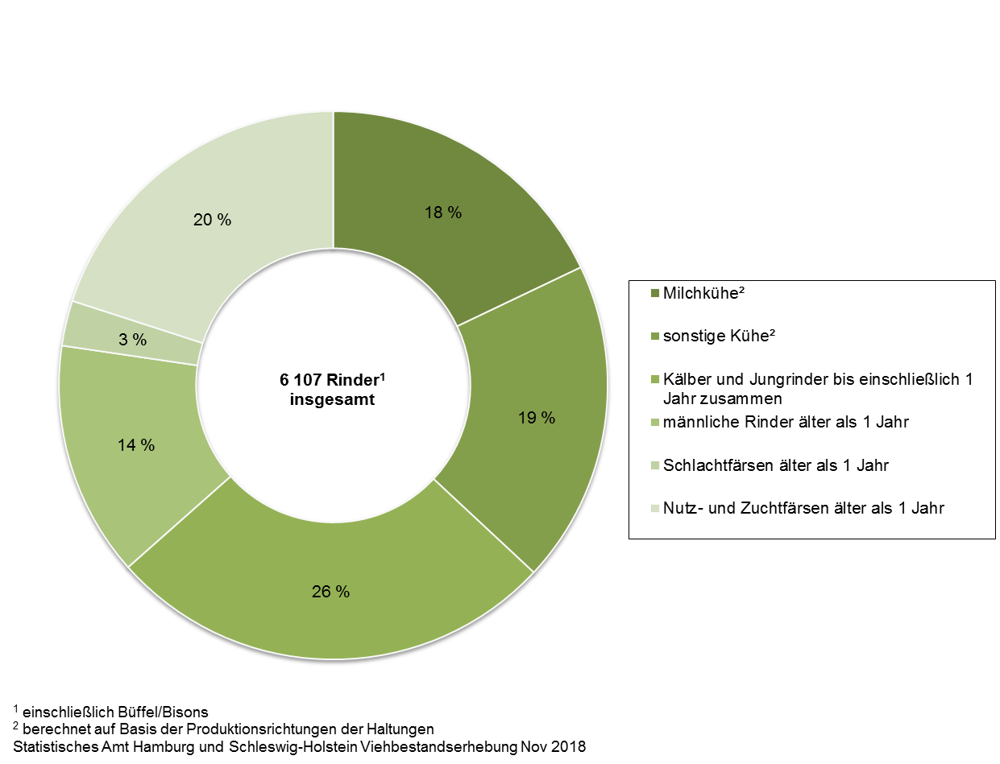 20 %
18 %
3 %
6 107 Rinder¹
insgesamt
19 %
14 %
26 %
Milchkühe²
sonstige Kühe²
Kälber und Jungrinder bis einschließlich 1
Jahr zusammen
männliche Rinder älter als 1 Jahr
Schlachtfärsen älter als 1 Jahr
Nutz- und Zuchtfärsen älter als 1 Jahr
¹ einschließlich Büffel/Bisons
² berechnet auf Basis der Produktionsrichtungen der Haltungen
Statistisches Amt Hamburg und Schleswig-Holstein Viehbestandserhebung Nov 2018